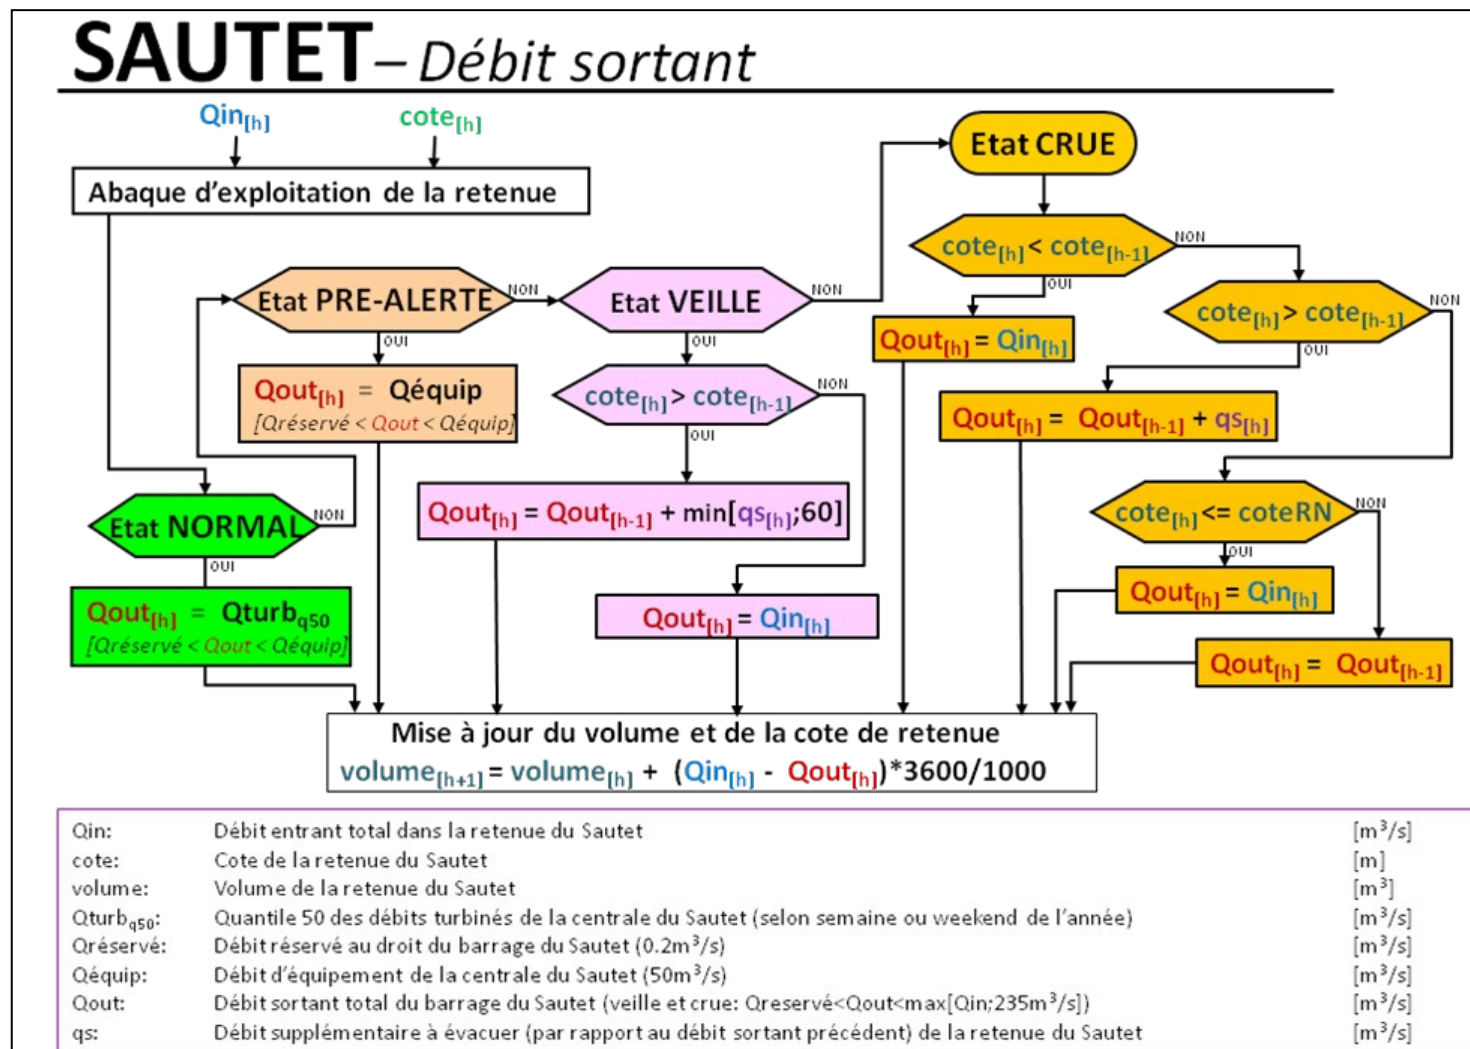 SAUTET – Débit sortant
Qin[h]
cote[h]
Abaque d'exploitation de la retenue
Etat CRUE
cote[h] < cote[h-1]
NON
OUI
Etat PRE-ALERTE
NON
OUI
Etat VEILLE
NON
OUI
Qout[h] = Qin[h]
cote[h] > cote[h-1]
NON
OUI
Qout[h] = Qéquip
[Qréservé < Qout < Qéquip]
cote[h] > cote[h-1]
NON
OUI
Qout[h] = Qout[h-1] + qs[h]
Etat NORMAL
NON
OUI
Qout[h] = Qout[h-1] + min[qs[h];60]
cote[h] <= coteRN
NON
OUI
Qout[h] = Qturbq50
[Qréservé < Qout < Qéquip]
Qout[h] = Qin[h]
Qout[h] = Qin[h]
Qout[h] = Qout[h-1]
Mise à jour du volume et de la cote de retenue
volume[h+1] = volume[h] + (Qin[h] - Qout[h])*3600/1000
Qin: Débit entrant total dans la retenue du Sautet [m³/s]
cote: Cote de la retenue du Sautet [m]
volume: Volume de la retenue du Sautet [m³]
Qturbq50: Quantile 50 des débits turbinés de la centrale du Sautet (selon semaine ou weekend de l'année) [m³/s]
Qréservé: Débit réservé au droit du barrage du Sautet (0.2m³/s) [m³/s]
Qéquip: Débit d'équipement de la centrale du Sautet (50m³/s) [m³/s]
Qout: Débit sortant total du barrage du Sautet (veille et crue: Qreservé<Qout<max[Qin;235m³/s]) [m³/s]
qs: Débit supplémentaire à évacuer (par rapport au débit sortant précédent) de la retenue du Sautet [m³/s]